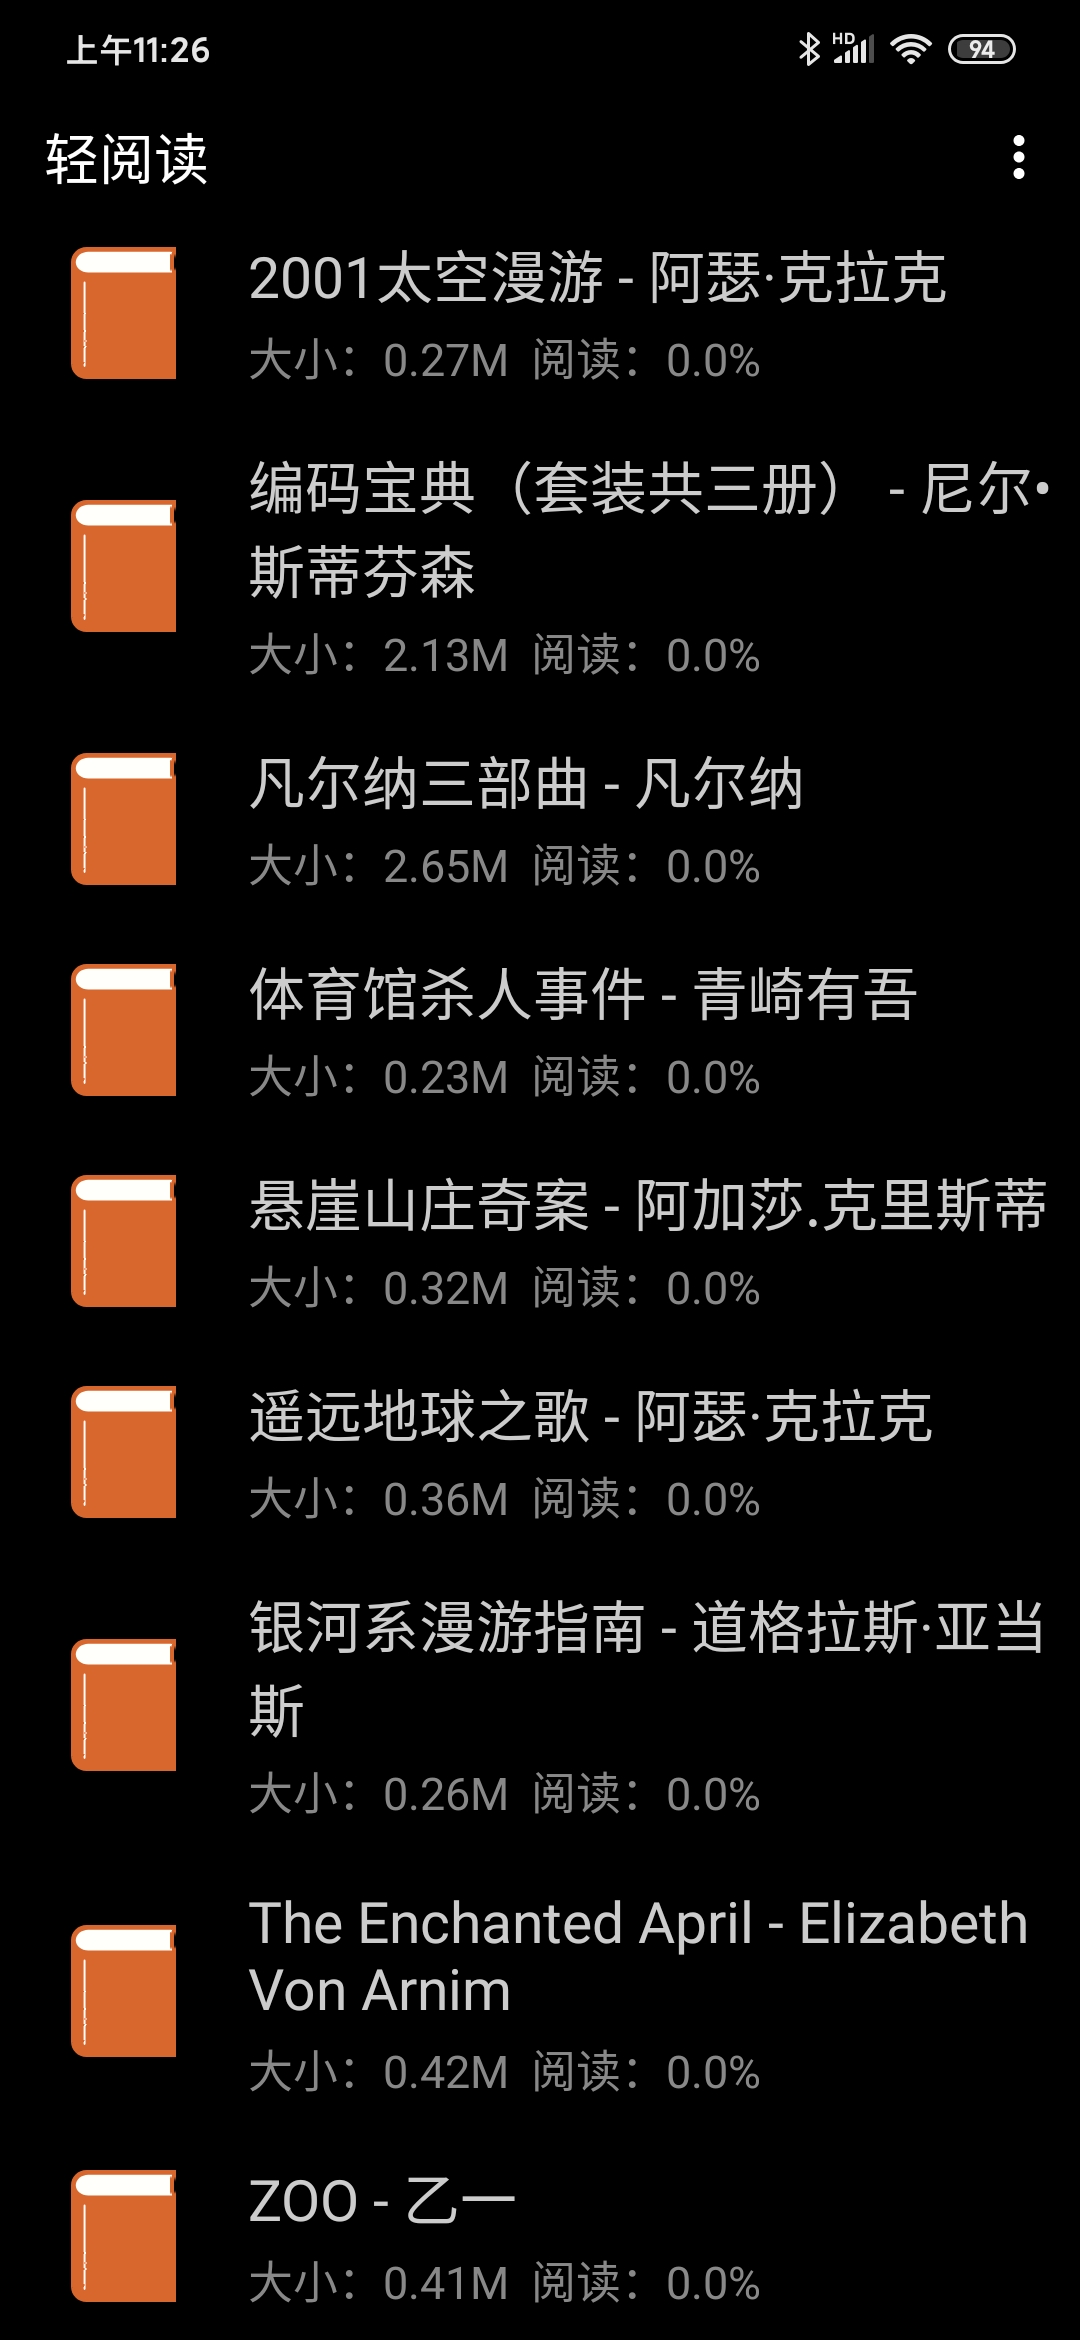 上午11:26
HD
94
轻阅读
2001太空漫游 - 阿瑟·克拉克
大小：0.27M 阅读：0.0%
编码宝典（套装共三册） - 尼尔•
斯蒂芬森
大小：2.13M 阅读：0.0%
凡尔纳三部曲 - 凡尔纳
大小：2.65M 阅读：0.0%
体育馆杀人事件 - 青崎有吾
大小：0.23M 阅读：0.0%
悬崖山庄奇案 - 阿加莎.克里斯蒂
大小：0.32M 阅读：0.0%
遥远地球之歌 - 阿瑟·克拉克
大小：0.36M 阅读：0.0%
银河系漫游指南 - 道格拉斯·亚当
斯
大小：0.26M 阅读：0.0%
The Enchanted April - Elizabeth
Von Arnim
大小：0.42M 阅读：0.0%
ZOO - 乙一
大小：0.41M 阅读：0.0%